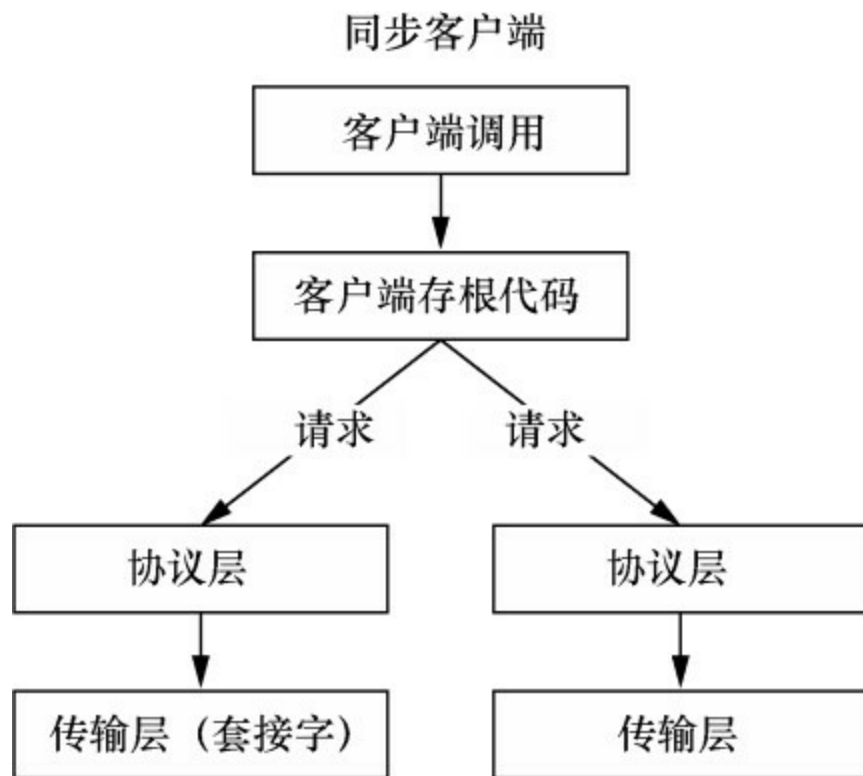 同步客户端
客户端调用
客户端存根代码
请求
请求
协议层
协议层
传输层（套接字）
传输层